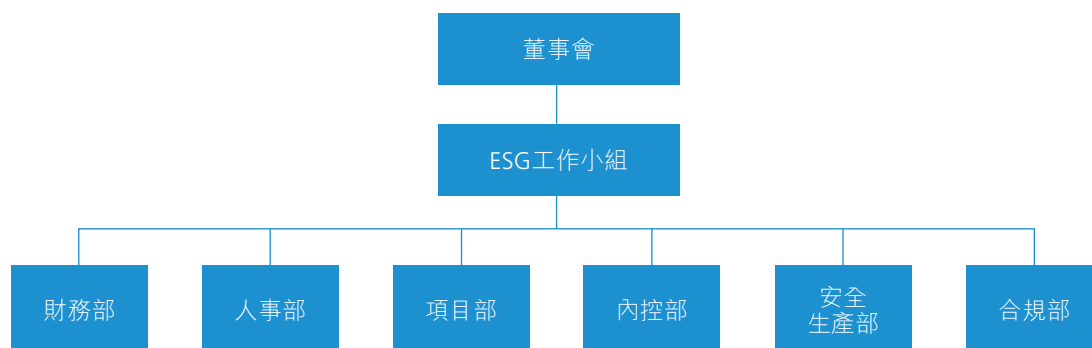 董事會
ESG工作小組
財務部
人事部
項目部
內控部
安全
生產部
合規部